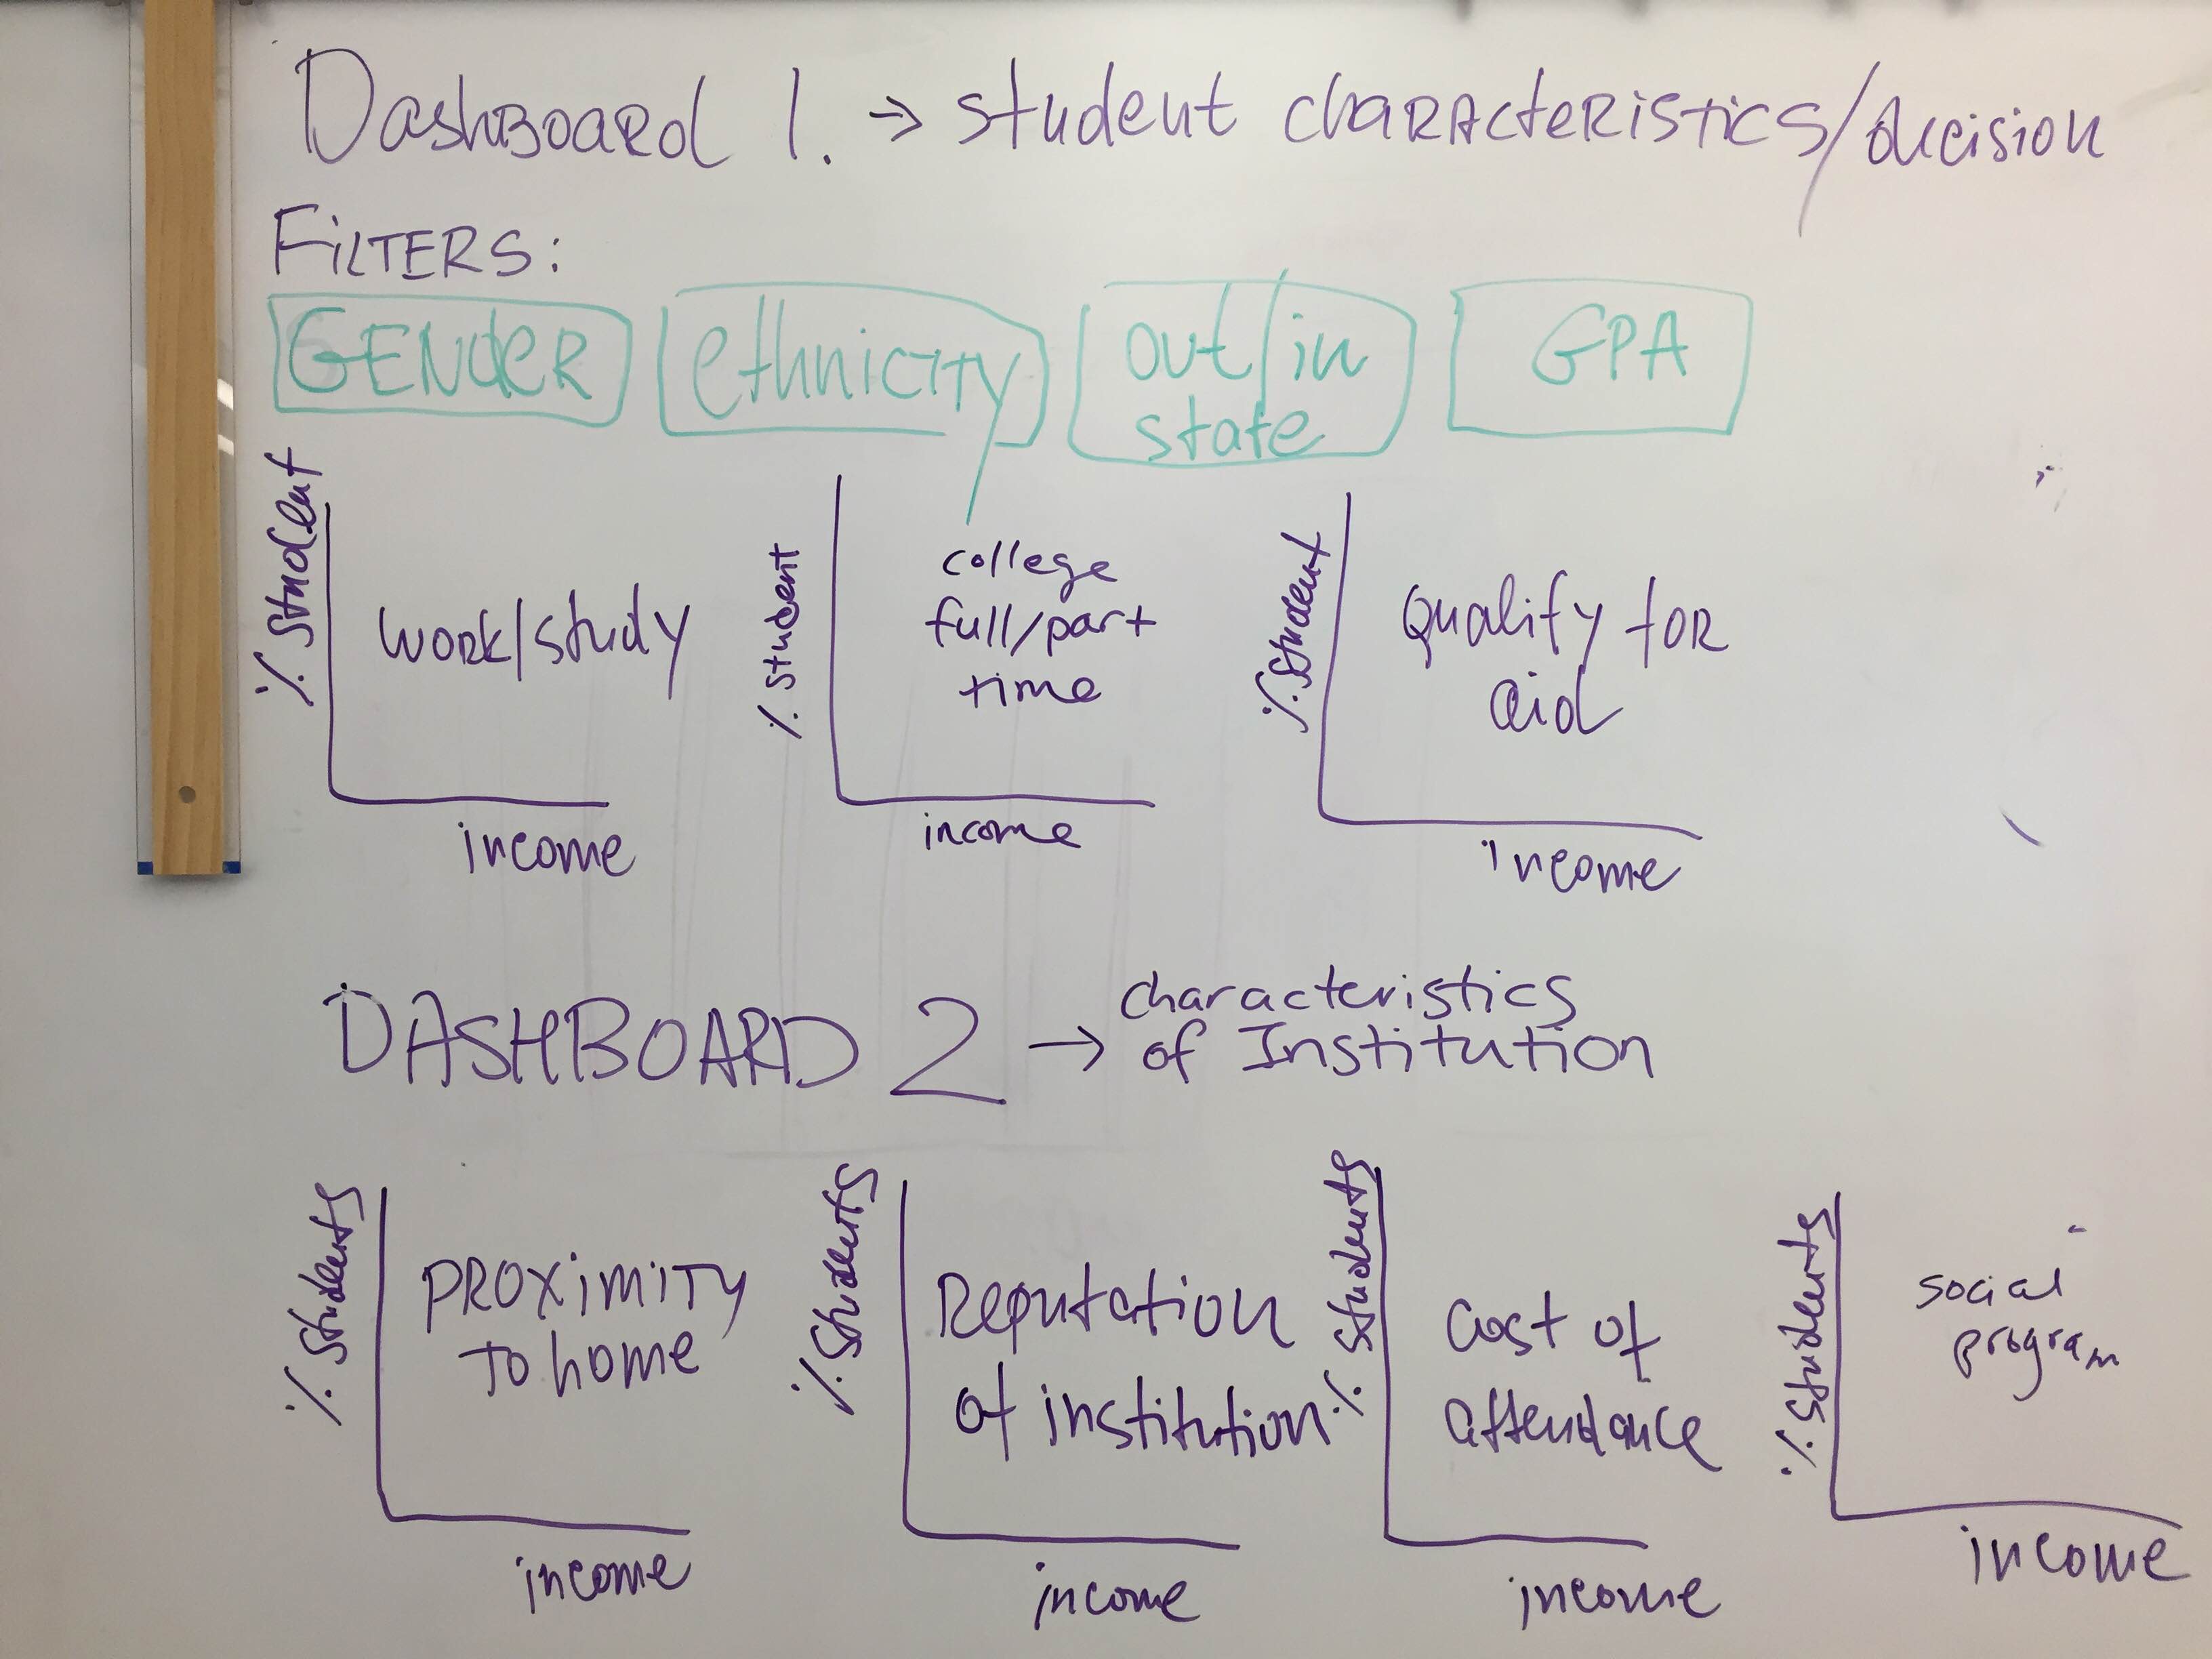 DashBoard 1. → student characteristics/decision
FiLTERS:
GENdER
ethnicity
out/in
state
GPA
% Student
work/study
income
% student
college
full/part
time
income
% Student
Qualify for
aid
income
DASHBOARD 2 → characteristics
of Institution
% Students
PROXIMITY
to home
income
% Students
Reputation
of institution
income
% Students
Cost of
attendance
income
% Students
social
program
income